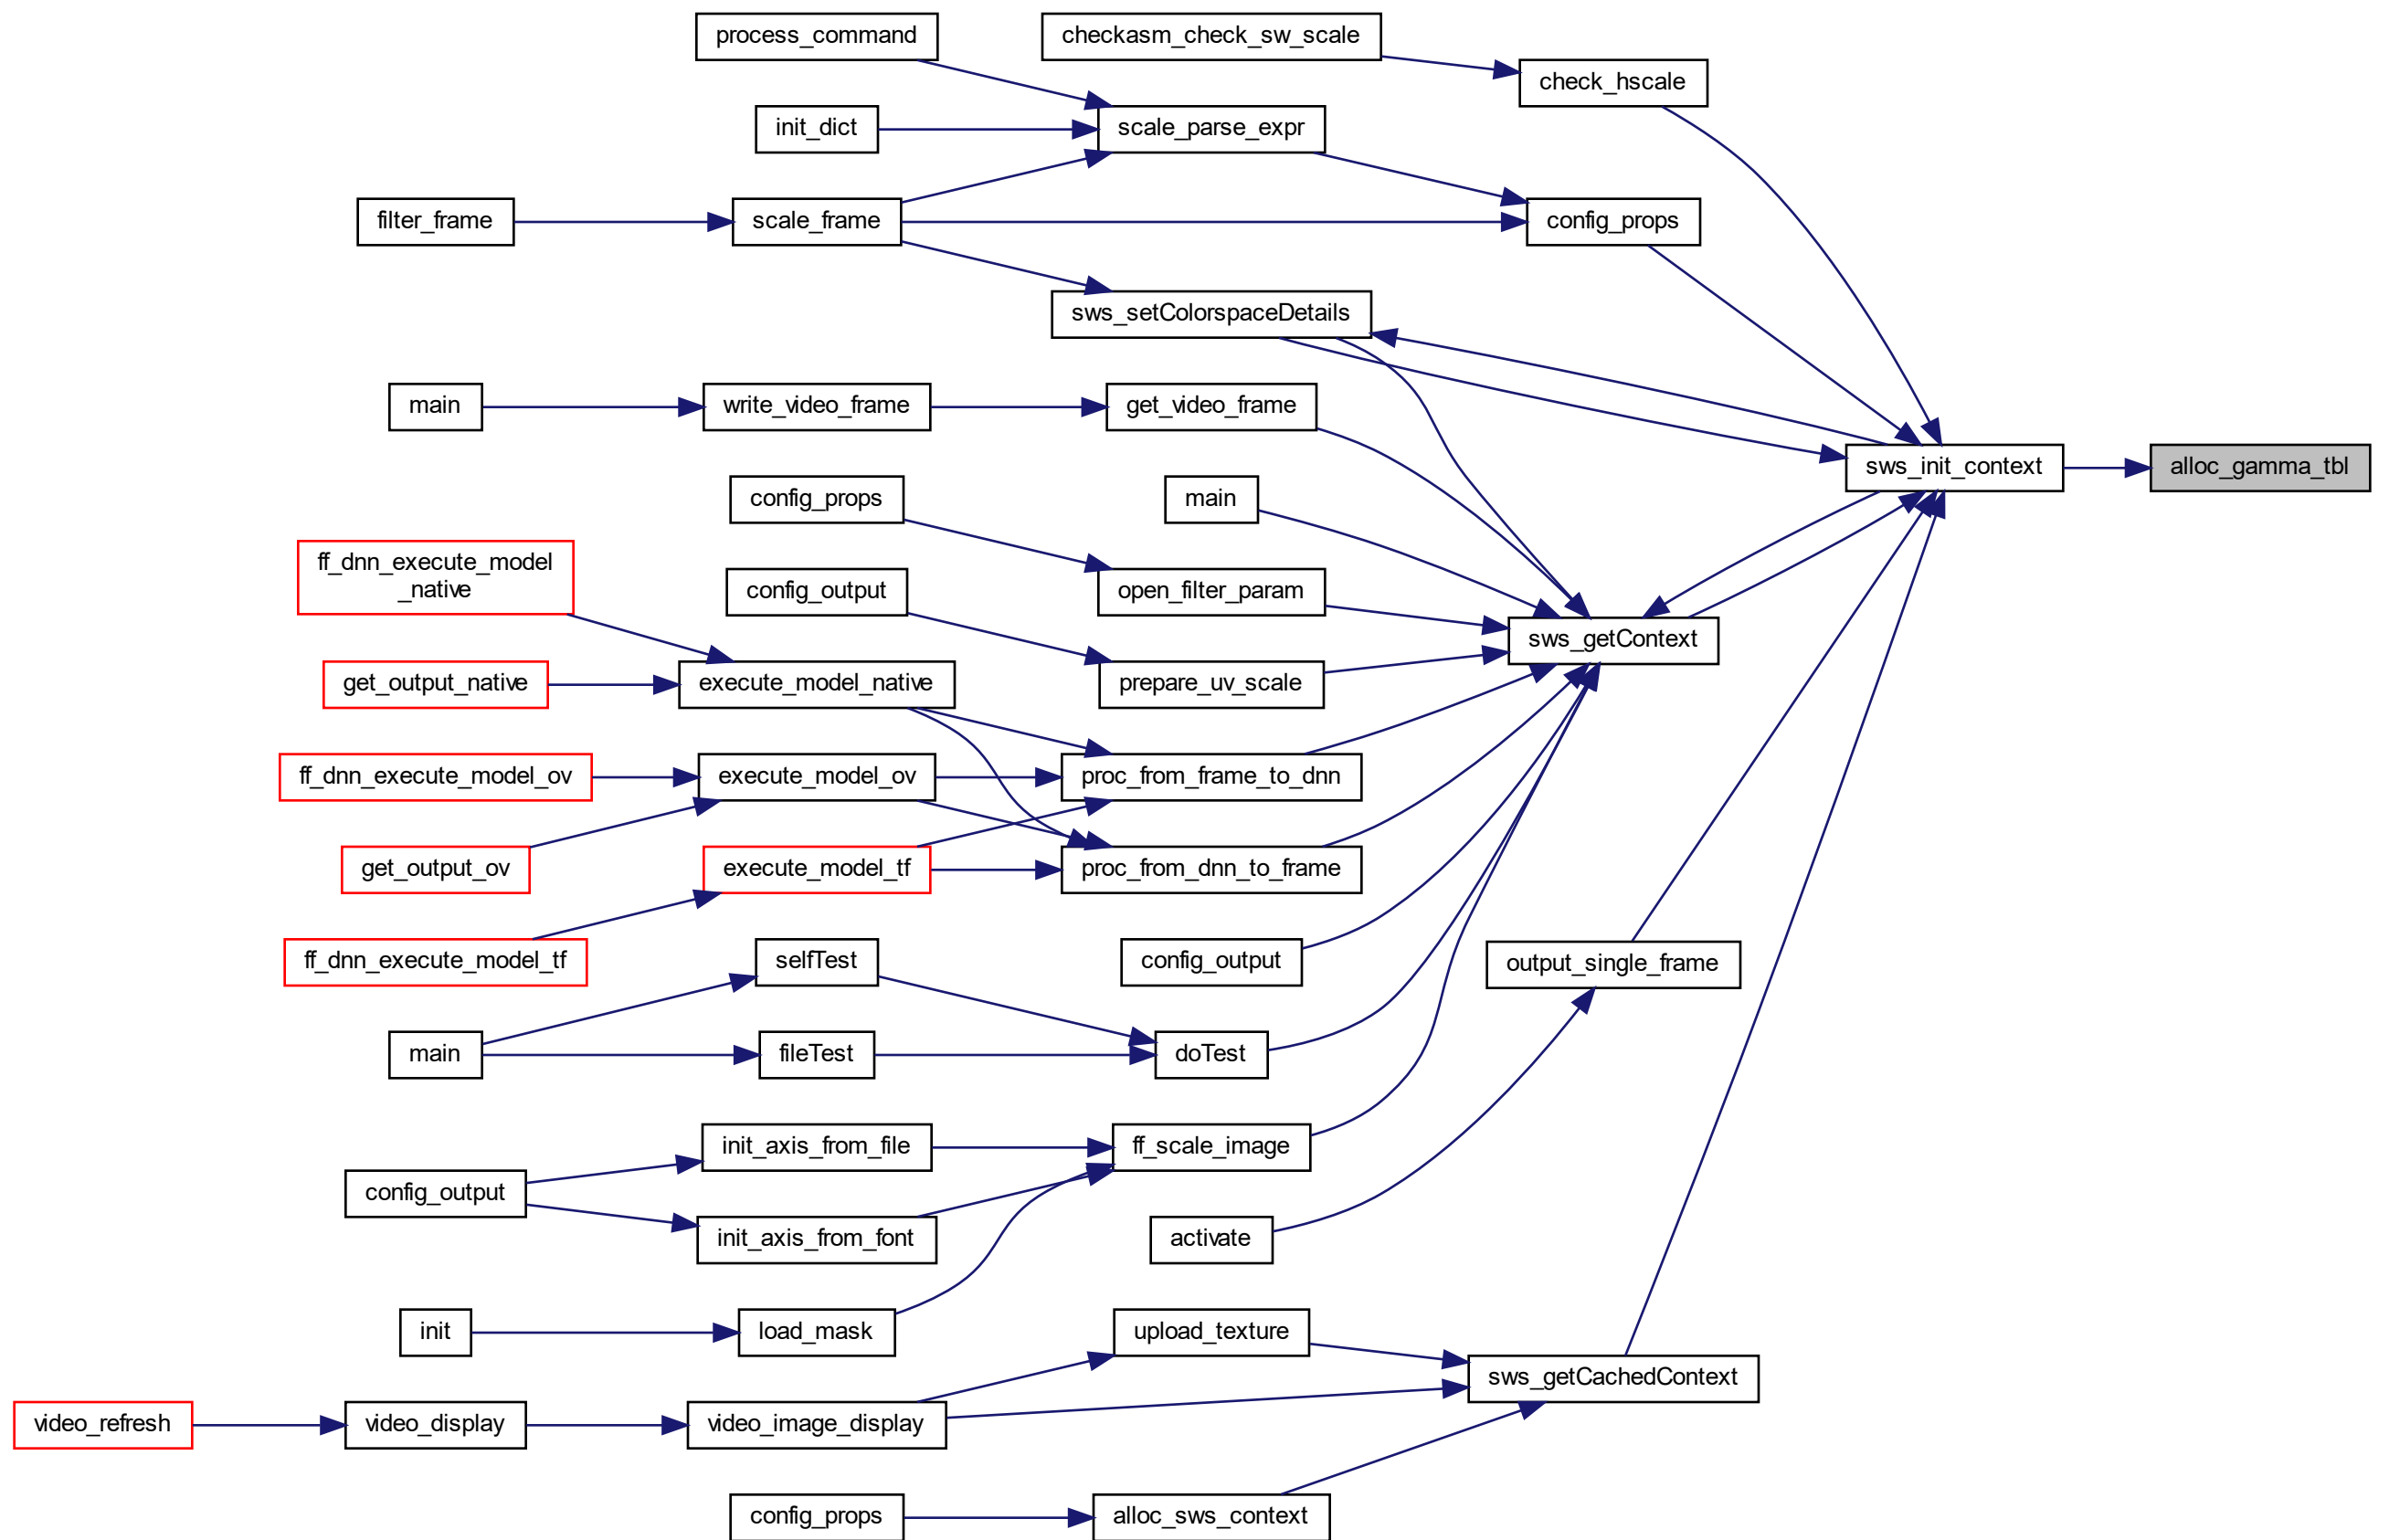 process_command
checkasm_check_sw_scale
check_hscale
init_dict
scale_parse_expr
filter_frame
scale_frame
config_props
sws_setColorspaceDetails
main
write_video_frame
get_video_frame
sws_init_context
alloc_gamma_tbl
config_props
main
ff_dnn_execute_model
_native
config_output
open_filter_param
sws_getContext
get_output_native
execute_model_native
prepare_uv_scale
ff_dnn_execute_model_ov
execute_model_ov
proc_from_frame_to_dnn
get_output_ov
execute_model_tf
proc_from_dnn_to_frame
ff_dnn_execute_model_tf
selfTest
config_output
output_single_frame
main
fileTest
doTest
config_output
init_axis_from_file
ff_scale_image
init_axis_from_font
activate
init
load_mask
upload_texture
sws_getCachedContext
video_refresh
video_display
video_image_display
config_props
alloc_sws_context